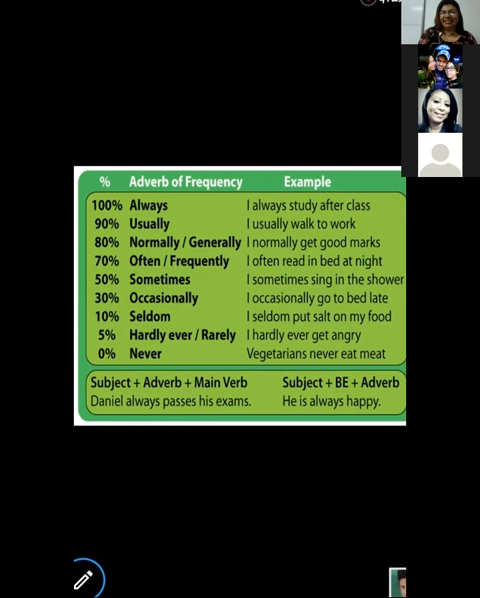 % Adverb of Frequency Example
100% Always I always study after class
90% Usually I usually walk to work
80% Normally / Generally I normally get good marks
70% Often / Frequently I often read in bed at night
50% Sometimes I sometimes sing in the shower
30% Occasionally I occasionally go to bed late
10% Seldom I seldom put salt on my food
5% Hardly ever / Rarely I hardly ever get angry
0% Never Vegetarians never eat meat
Subject + Adverb + Main Verb Subject + BE + Adverb
Daniel always passes his exams. He is always happy.